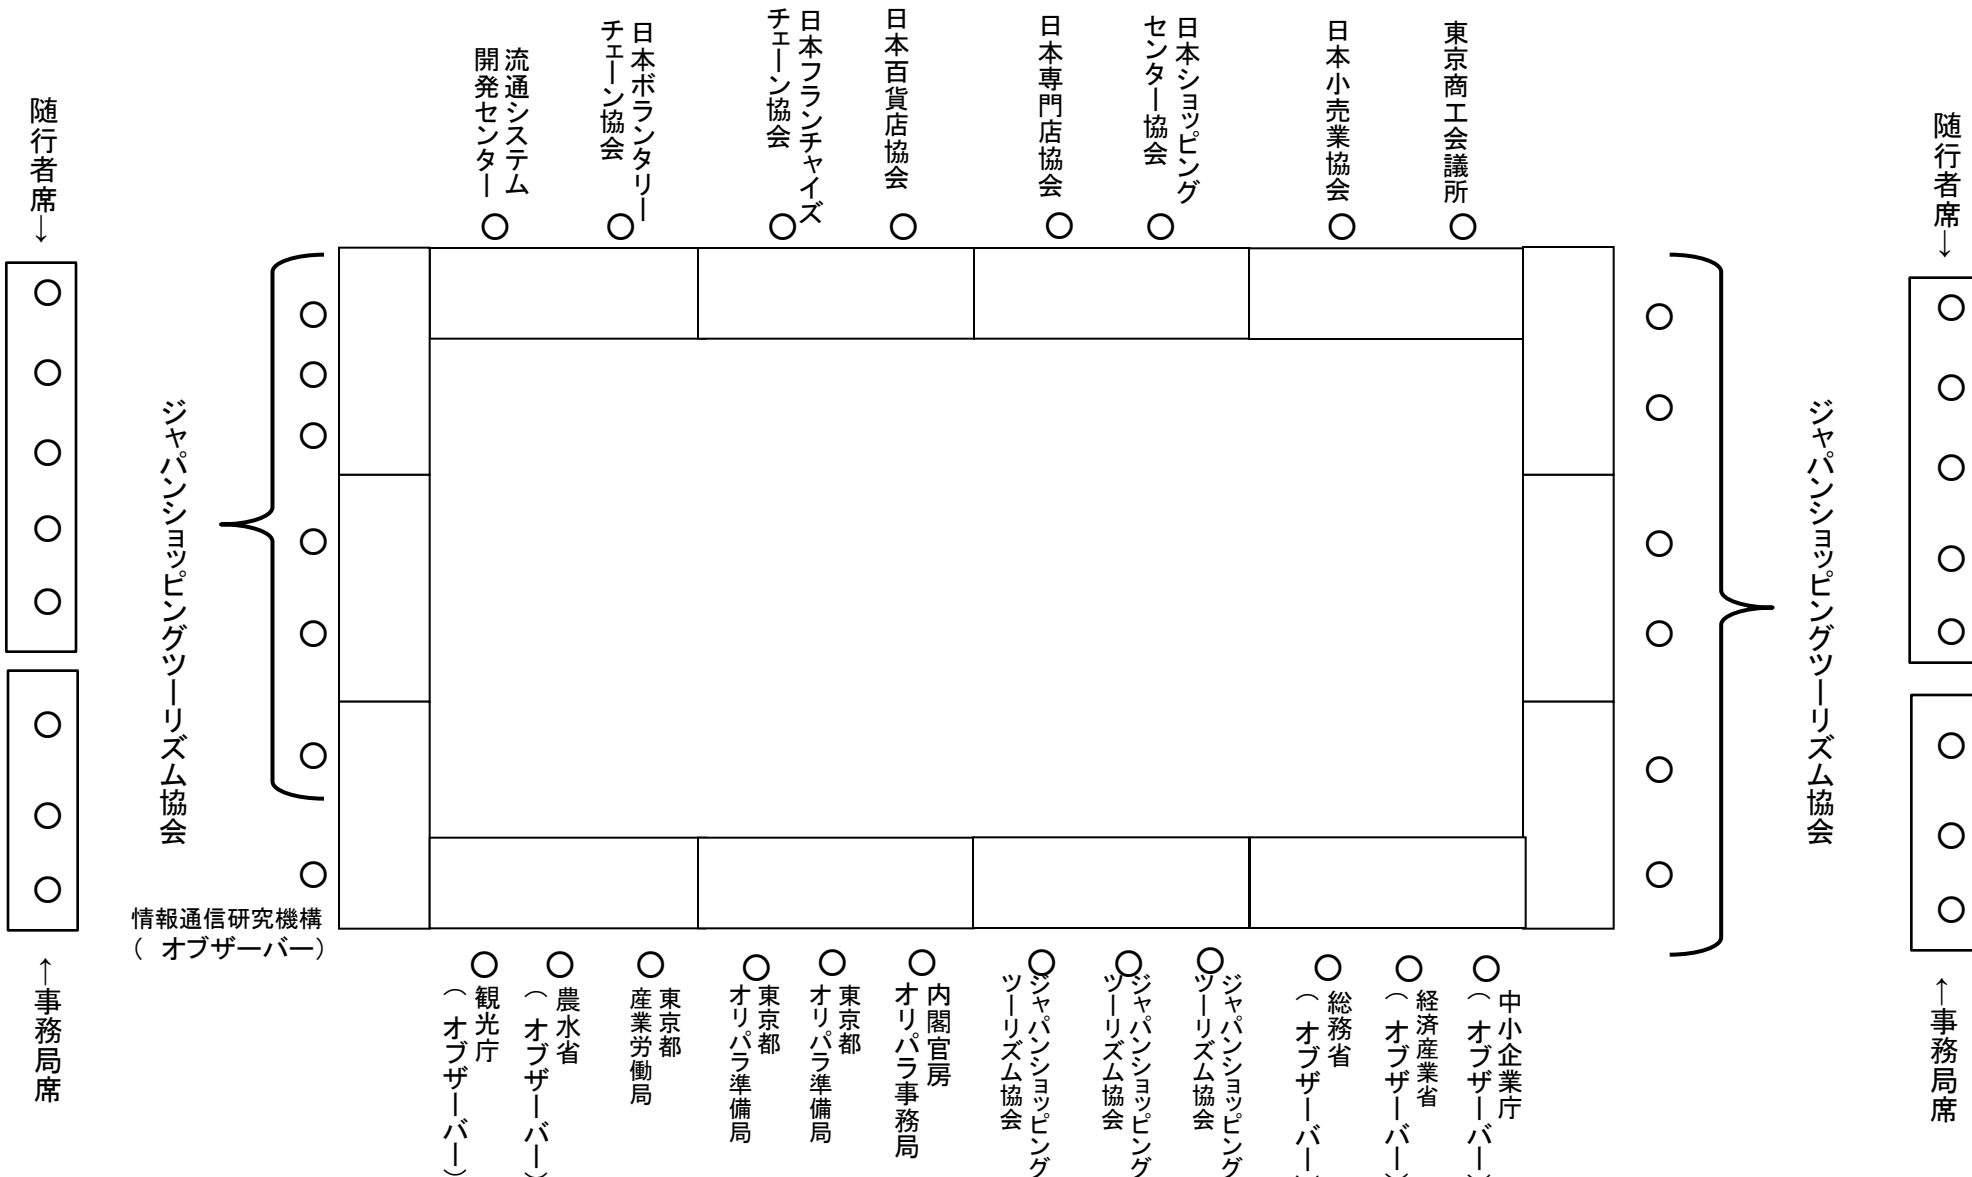 随行者席→
流通システム
開発センター
日本ボランタリー
チェーン協会
日本フランチャイズ
チェーン協会
日本百貨店協会
日本専門店協会
日本ショッピング
センター協会
日本小売業協会
東京商工会議所
随行者席→
ジャパンショッピングツーリズム協会
ジャパンショッピングツーリズム協会
情報通信研究機構
(オブザーバー)
←事務局席
観光庁
(オブザーバー)
農水省
(オブザーバー)
東京都
産業労働局
東京都
オリパラ準備局
東京都
オリパラ準備局
内閣官房
オリパラ事務局
ジャパンショッピング
ツーリズム協会
ジャパンショッピング
ツーリズム協会
ジャパンショッピング
ツーリズム協会
総務省
(オブザーバー)
経済産業省
(オブザーバー)
中小企業庁
(オブザーバー)
←事務局席